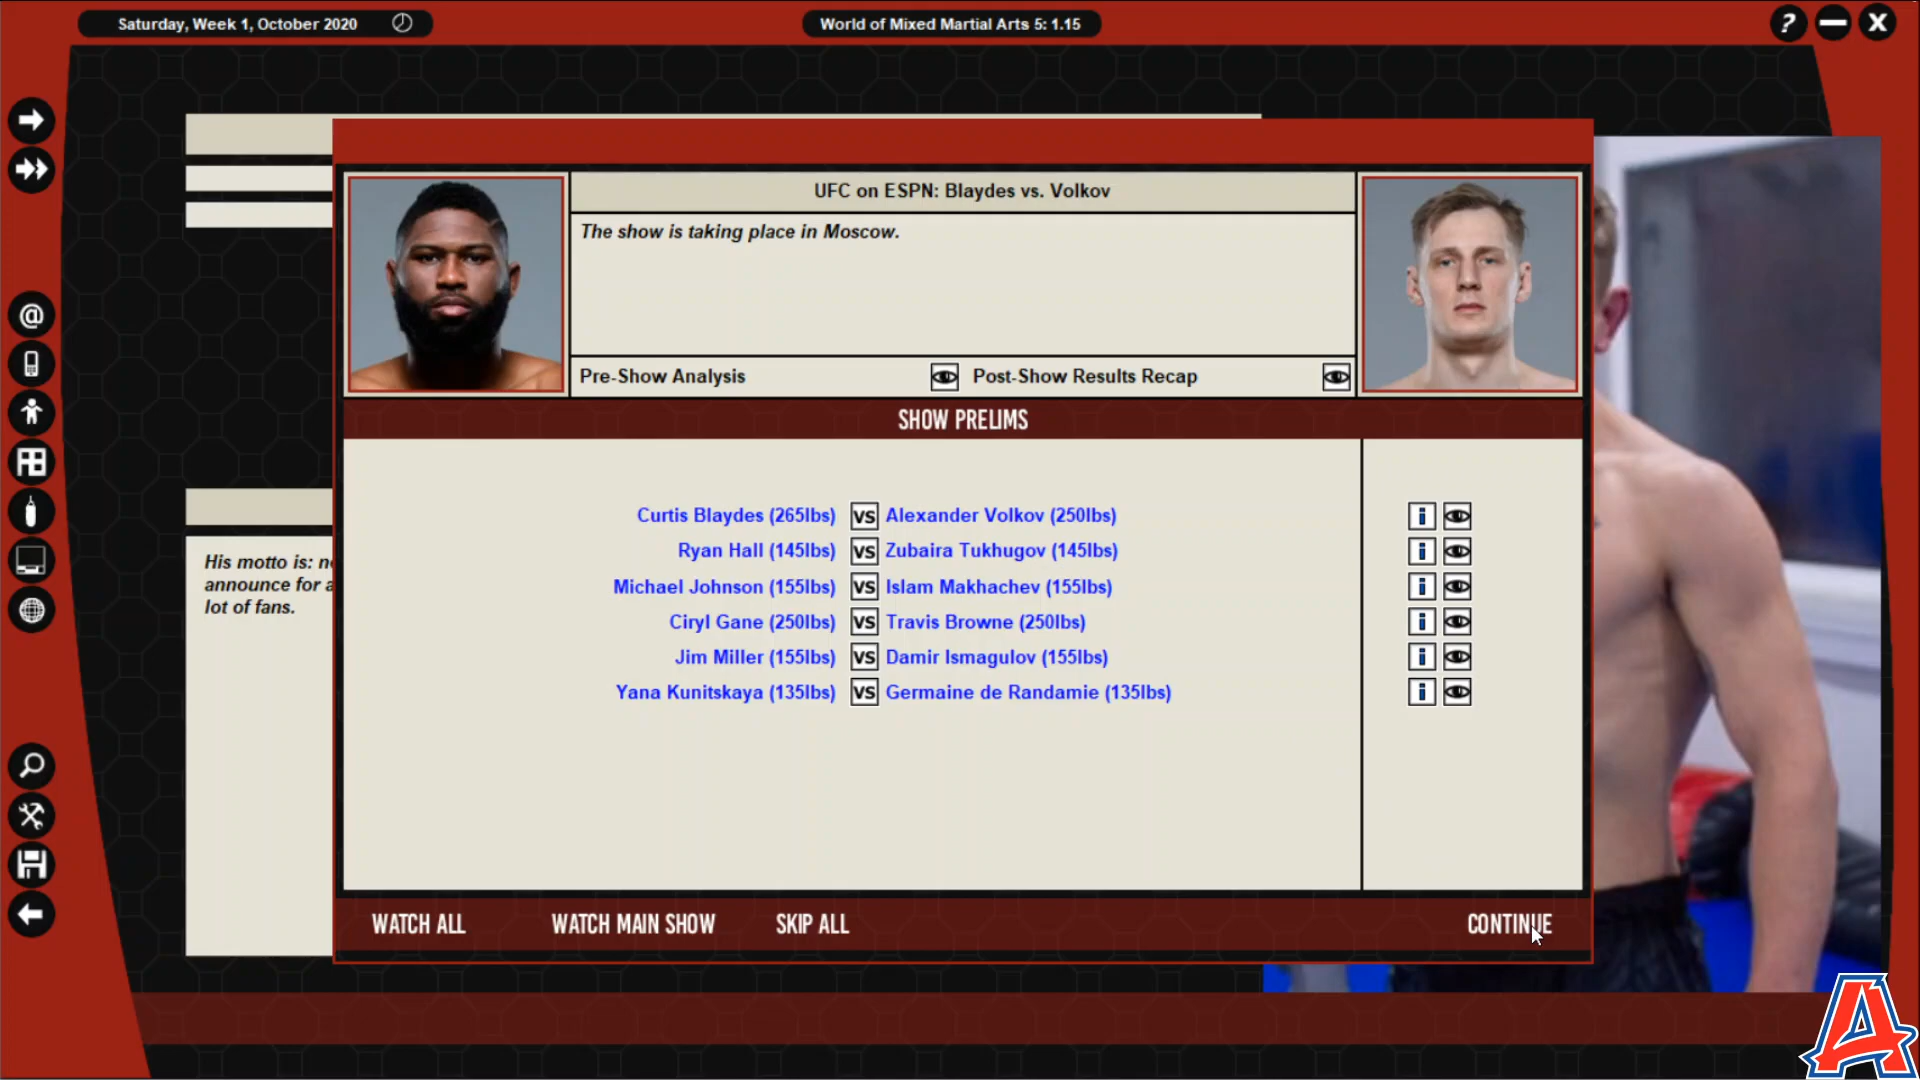 Saturday, Week 1, October 2020
World of Mixed Martial Arts 5: 1.15
?
X
@
UFC on ESPN: Blaydes vs. Volkov
The show is taking place in Moscow.
Pre-Show Analysis
Post-Show Results Recap
SHOW PRELIMS
Curtis Blaydes (265lbs) VS Alexander Volkov (250lbs) i
Ryan Hall (145lbs) VS Zubaira Tukhugov (145lbs) i
Michael Johnson (155lbs) VS Islam Makhachev (155lbs) i
Ciryl Gane (250lbs) VS Travis Browne (250lbs) i
Jim Miller (155lbs) VS Damir Ismagulov (155lbs) i
Yana Kunitskaya (135lbs) VS Germaine de Randamie (135lbs) i
His motto is:
announce for
lot of fans.
WATCH ALL
WATCH MAIN SHOW
SKIP ALL
CONTINUE
A